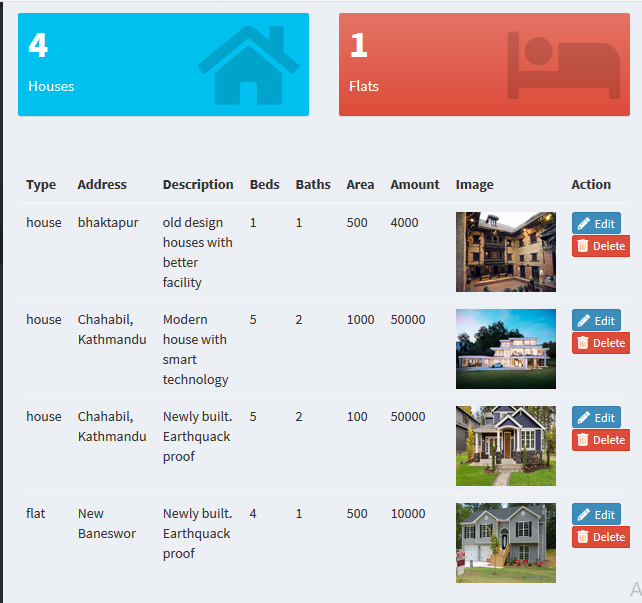 4
Houses
1
Flats
Type Address Description Beds Baths Area Amount Image Action
house bhaktapur old design 1 1 500 4000 Edit
houses with Delete
better
facility
house Chahabil, Modern 5 2 1000 50000 Edit
Kathmandu house with Delete
smart
technology
house Chahabil, Newly built. 5 2 100 50000 Edit
Kathmandu Earthquack Delete
proof
flat New Newly built. 4 1 500 10000 Edit
Baneswor Earthquack Delete
proof
A